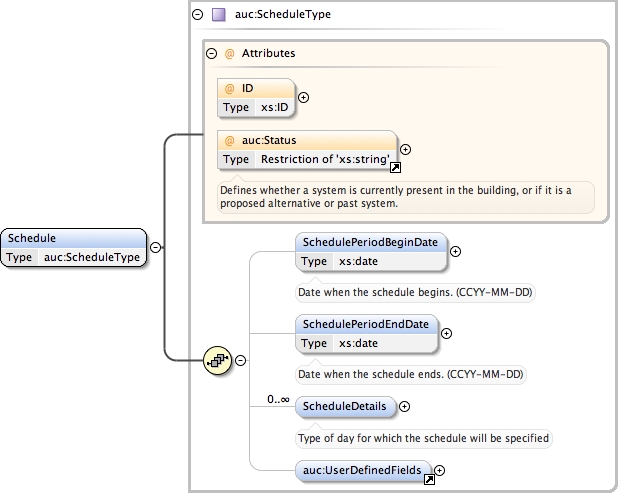 auc:ScheduleType
@ Attributes
@ ID
Type xs:ID
@ auc:Status
Type Restriction of 'xs:string'
Defines whether a system is currently present in the building, or if it is a
proposed alternative or past system.
Schedule
Type auc:ScheduleType
SchedulePeriodBeginDate
Type xs:date
Date when the schedule begins. (CCYY-MM-DD)
SchedulePeriodEndDate
Type xs:date
Date when the schedule ends. (CCYY-MM-DD)
0..∞
ScheduleDetails
Type of day for which the schedule will be specified
auc:UserDefinedFields